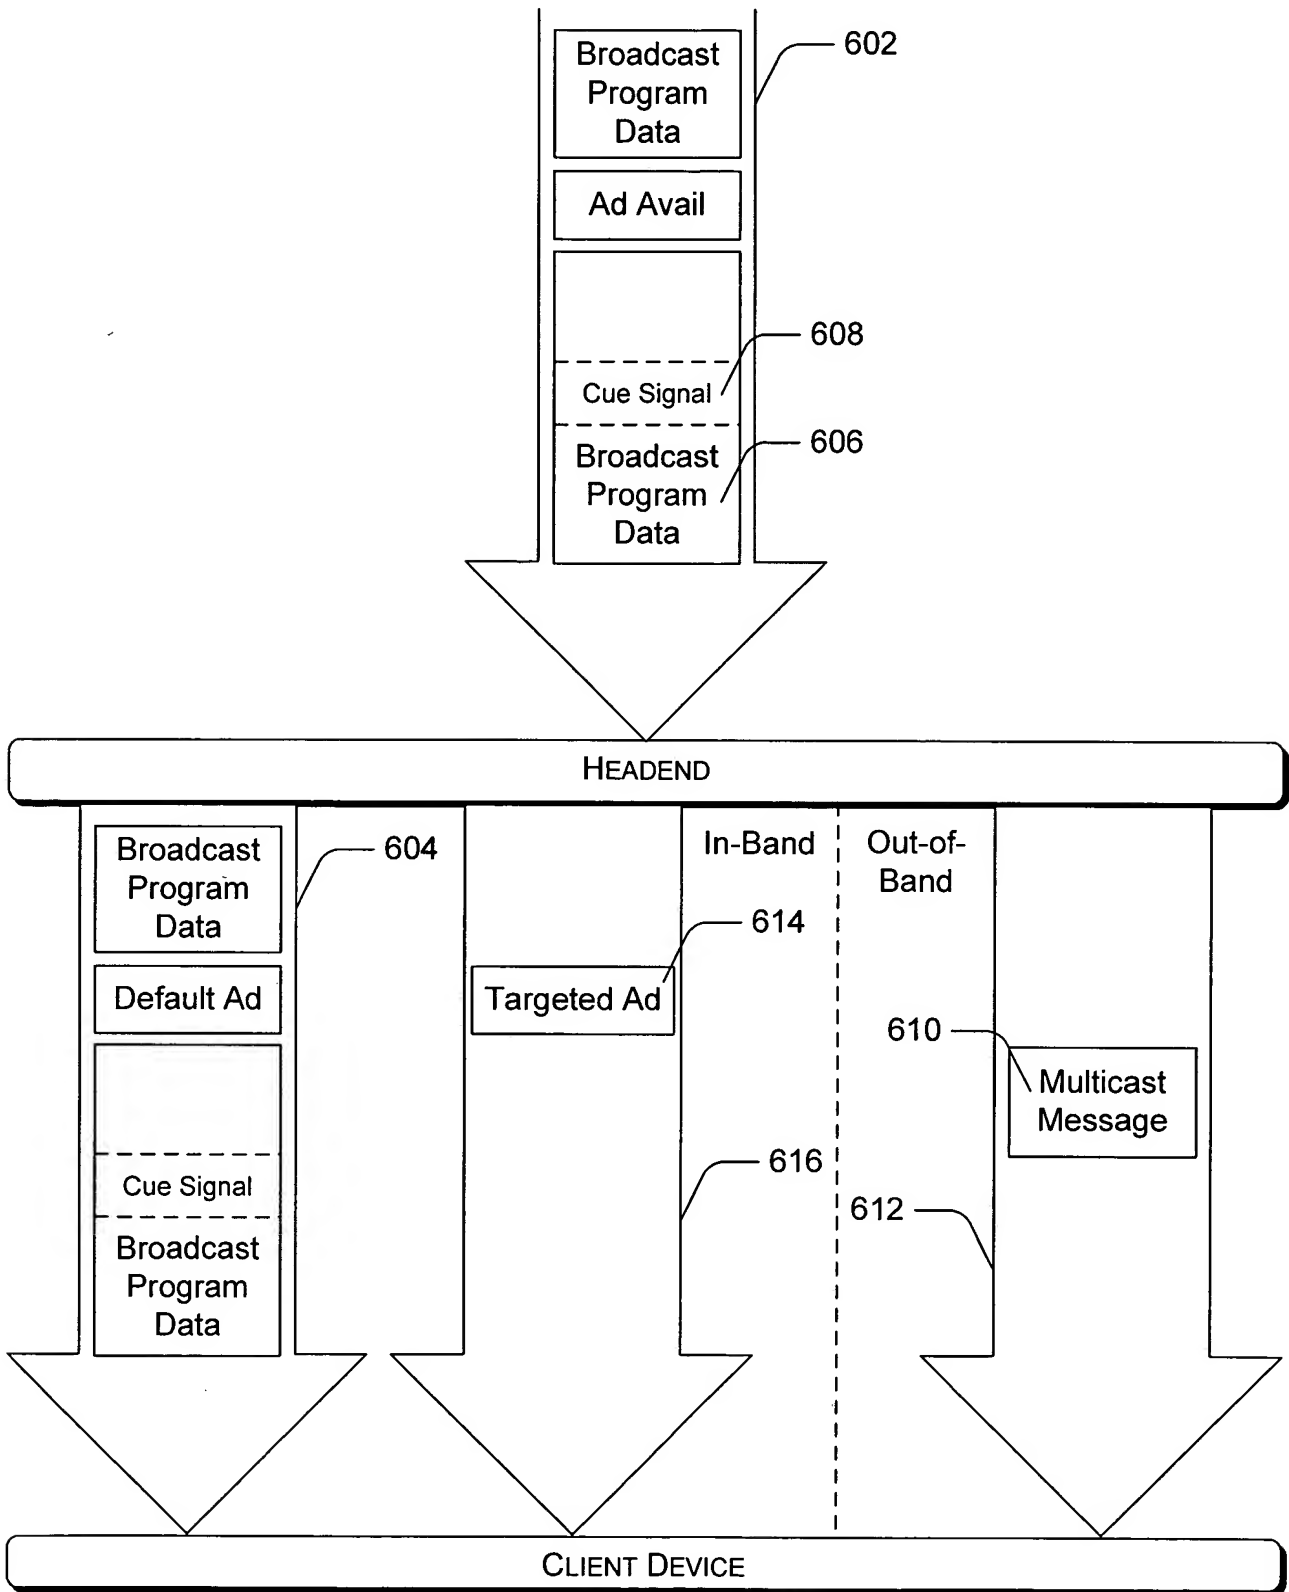 Broadcast
Program
Data
602
Ad Avail
608
Cue Signal
606
Broadcast
Program
Data
HEADEND
Broadcast
Program
Data
604
In-Band
Out-of-
Band
614
Default Ad
Targeted Ad
610
Multicast
Message
616
Cue Signal
612
Broadcast
Program
Data
CLIENT DEVICE